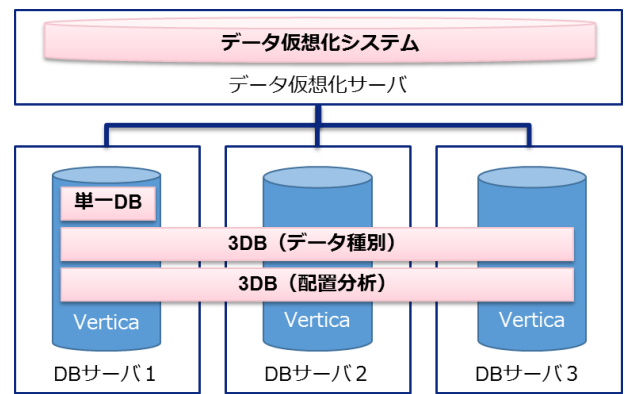 データ仮想化システム
データ仮想化サーバ
単一DB
3DB（データ種別）
3DB（配置分析）
Vertica Vertica Vertica
DBサーバ１ DBサーバ２ DBサーバ３